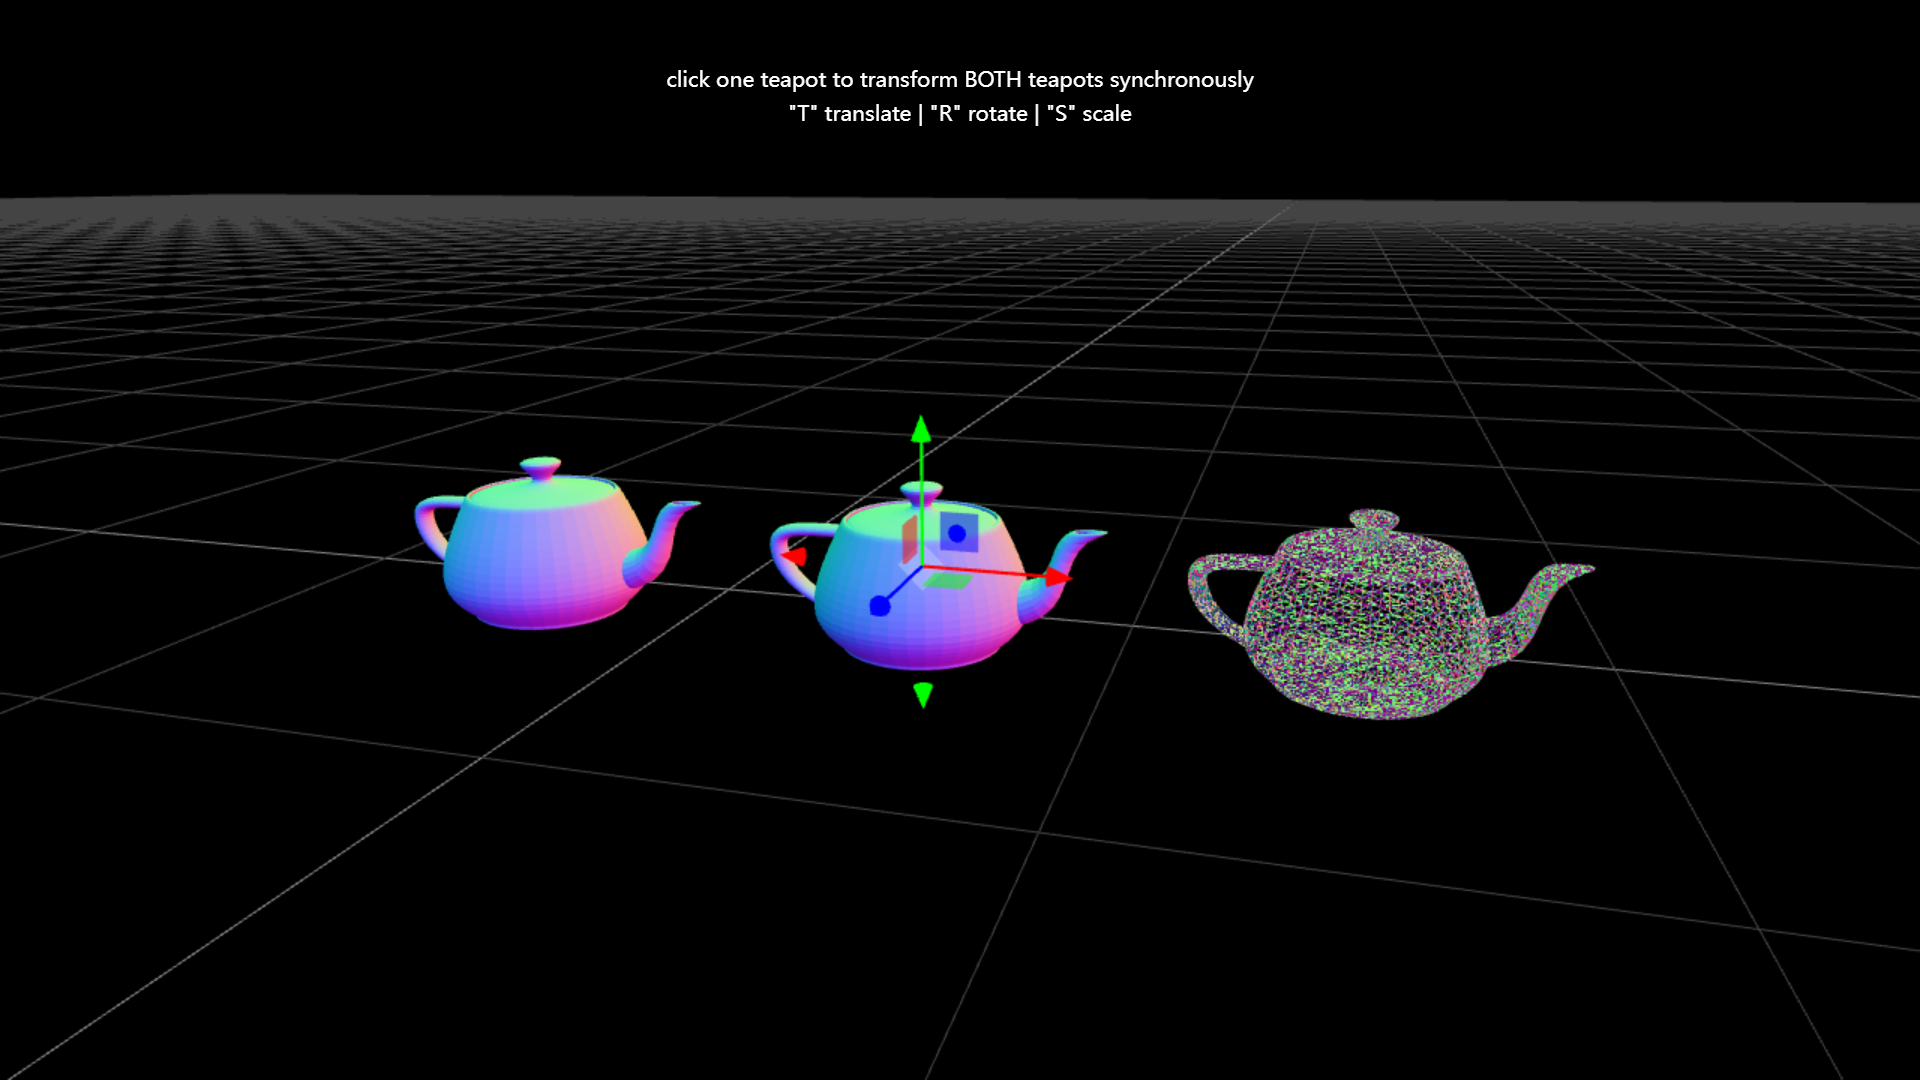 click one teapot to transform BOTH teapots synchronously
"T" translate | "R" rotate | "S" scale